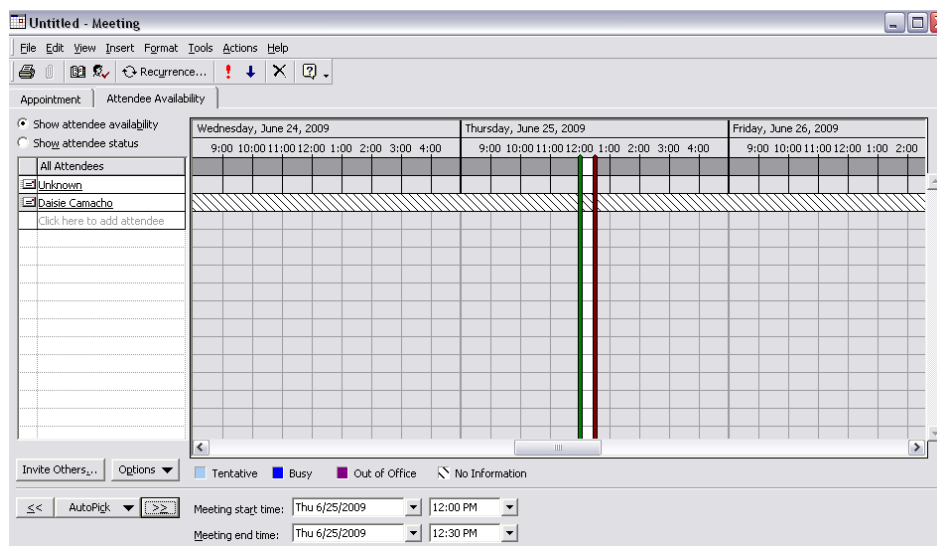 Untitled - Meeting
File Edit View Insert Format Tools Actions Help
Recurrence...
Appointment Attendee Availability
Show attendee availability
Show attendee status
Wednesday, June 24, 2009 Thursday, June 25, 2009 Friday, June 26, 2009
9:00 10:00 11:00 12:00 1:00 2:00 3:00 4:00 9:00 10:00 11:00 12:00 1:00 2:00 3:00 4:00 9:00 10:00 11:00 12:00 1:00 2:00
All Attendees
Unknown
Daisie Camacho
Click here to add attendee
Invite Others... Options Tentative Busy Out of Office No Information
<< AutoPick >> Meeting start time: Thu 6/25/2009 12:00 PM
Meeting end time: Thu 6/25/2009 12:30 PM